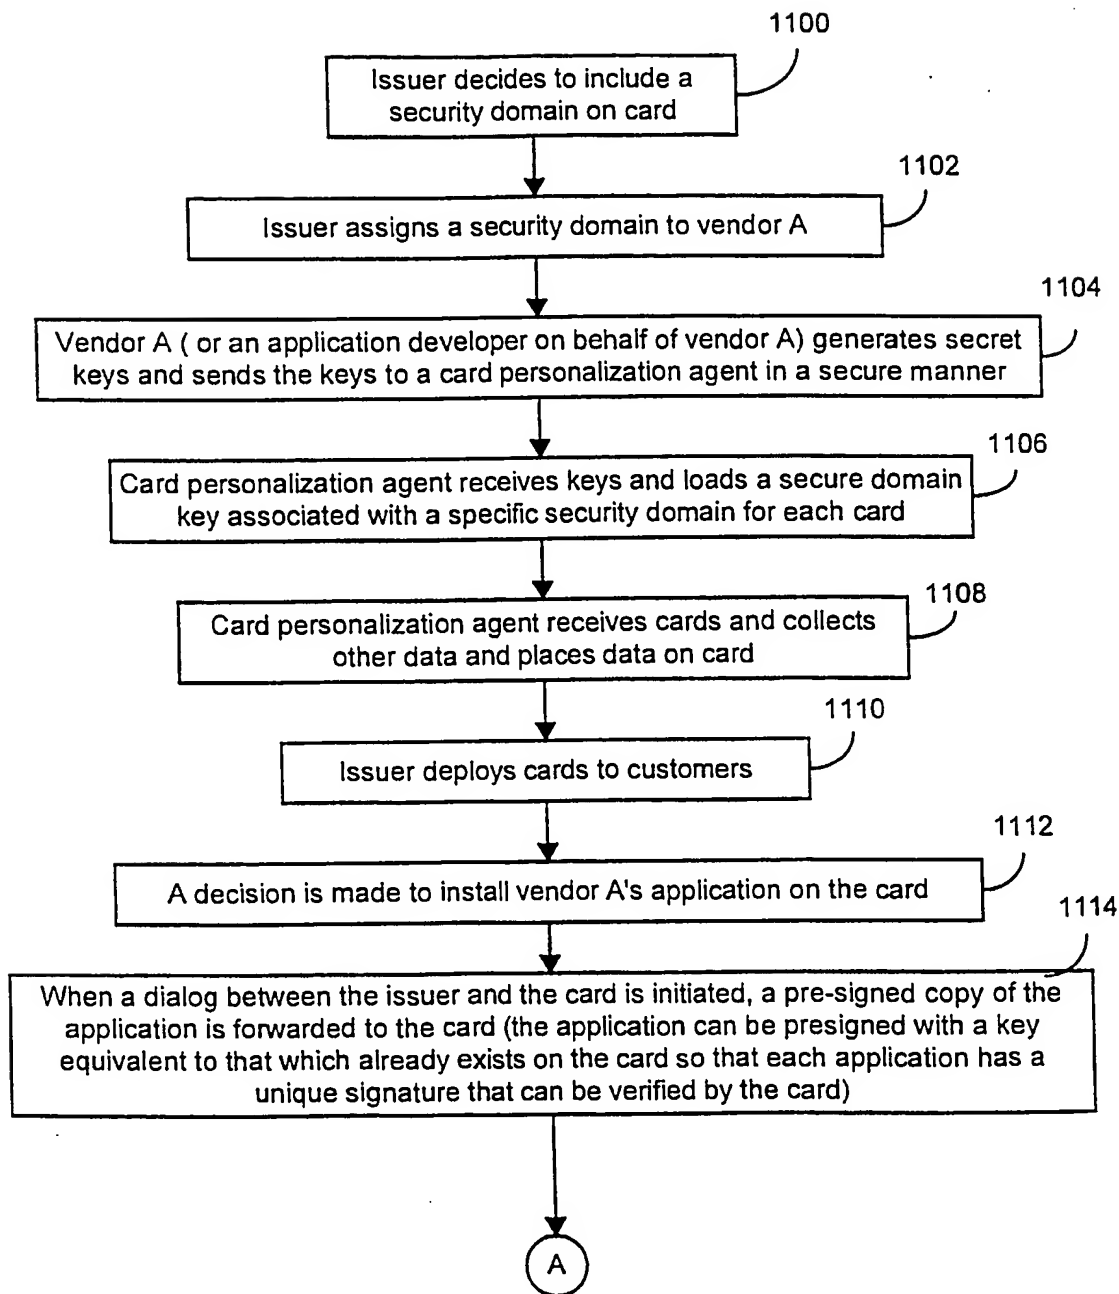 1100
Issuer decides to include a
security domain on card
1102
Issuer assigns a security domain to vendor A
1104
Vendor A ( or an application developer on behalf of vendor A) generates secret
keys and sends the keys to a card personalization agent in a secure manner
1106
Card personalization agent receives keys and loads a secure domain
key associated with a specific security domain for each card
1108
Card personalization agent receives cards and collects
other data and places data on card
1110
Issuer deploys cards to customers
1112
A decision is made to install vendor A's application on the card
1114
When a dialog between the issuer and the card is initiated, a pre-signed copy of the
application is forwarded to the card (the application can be presigned with a key
equivalent to that which already exists on the card so that each application has a
unique signature that can be verified by the card)
A